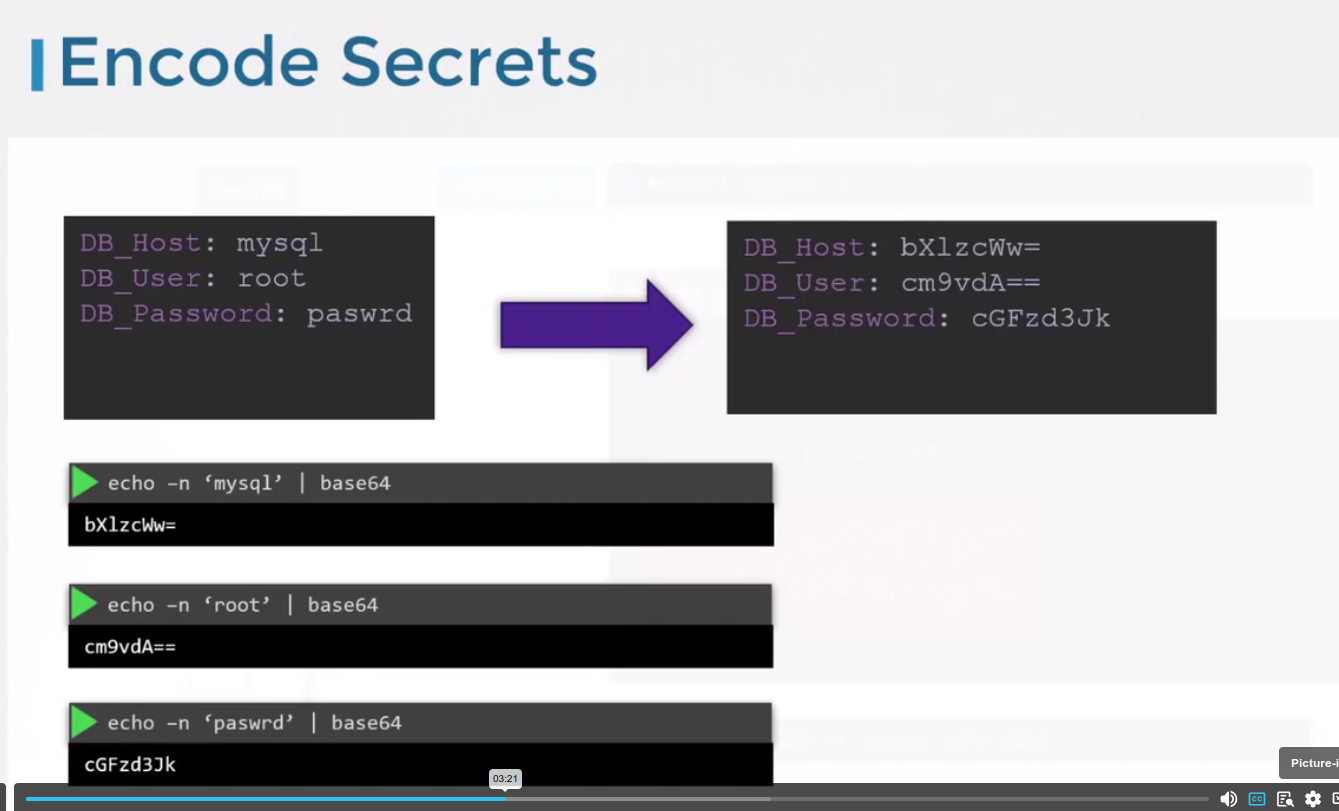 Encode Secrets
DB_Host: mysql
DB_User: root
DB_Password: paswrd
DB_Host: bXlzcWw=
DB_User: cm9vdA==
DB_Password: cGFzd3Jk
echo –n ‘mysql’ | base64
bXlzcWw=
echo –n ‘root’ | base64
cm9vdA==
echo –n ‘paswrd’ | base64
cGFzd3Jk
03:21
Picture-i
CC